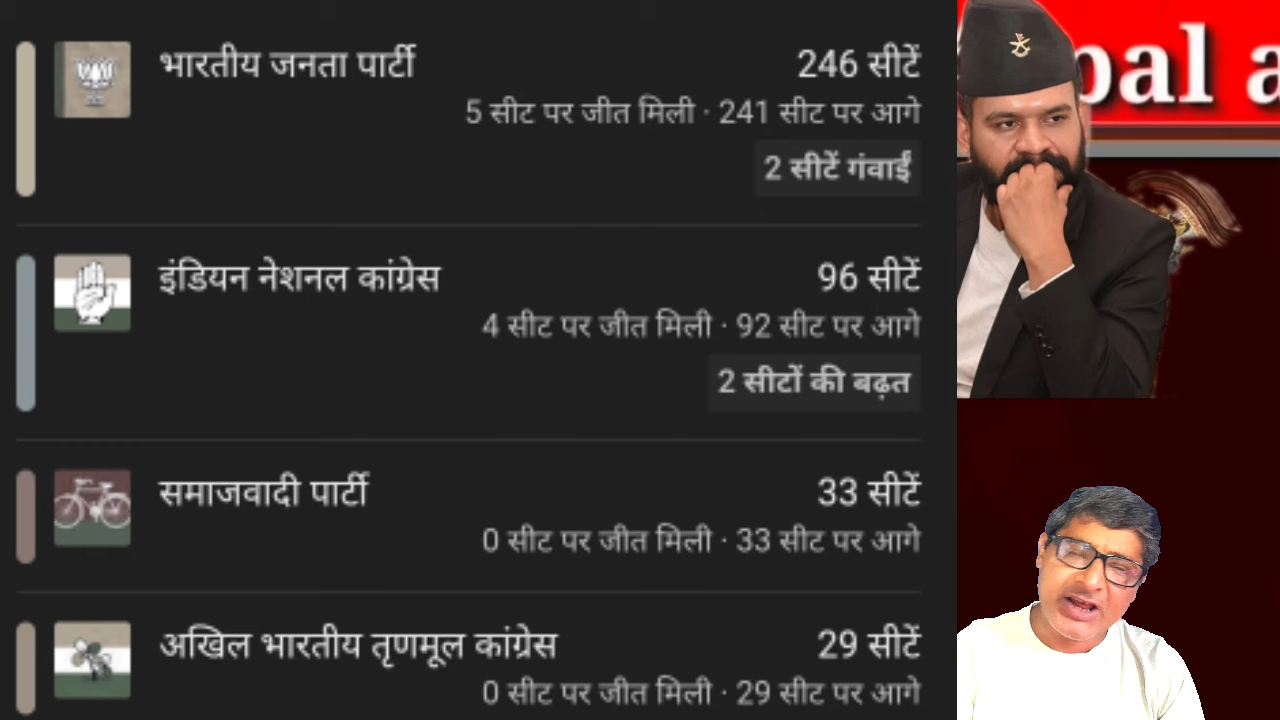 भारतीय जनता पार्टी 246 सीटें
5 सीट पर जीत मिली · 241 सीट पर आगे
2 सीटें गंवाईं
इंडियन नेशनल कांग्रेस 96 सीटें
4 सीट पर जीत मिली · 92 सीट पर आगे
2 सीटों की बढ़त
समाजवादी पार्टी 33 सीटें
0 सीट पर जीत मिली · 33 सीट पर आगे
अखिल भारतीय तृणमूल कांग्रेस 29 सीटें
0 सीट पर जीत मिली · 29 सीट पर आगे
pal a